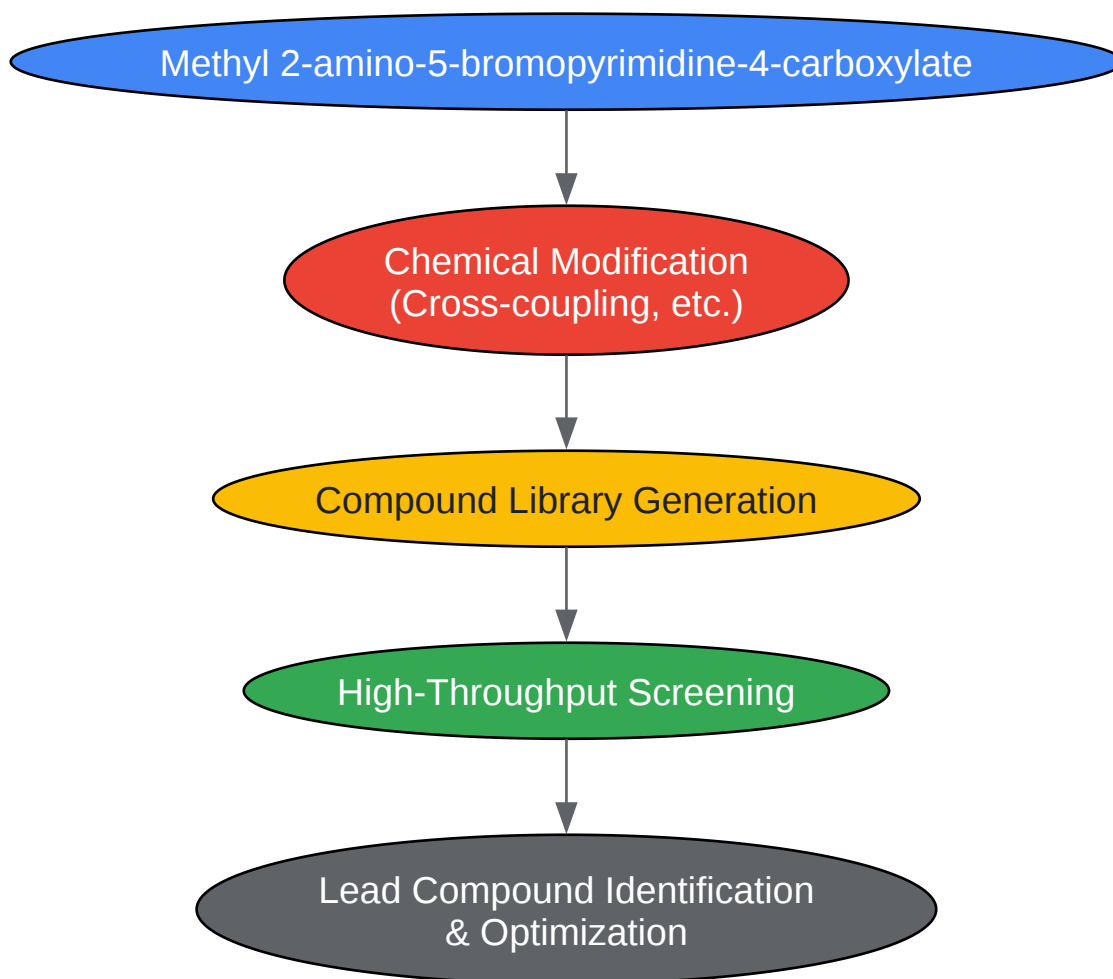 Methyl 2-amino-5-bromopyrimidine-4-carboxylate
Chemical Modification
(Cross-coupling, etc.)
Compound Library Generation
High-Throughput Screening
Lead Compound Identification
& Optimization